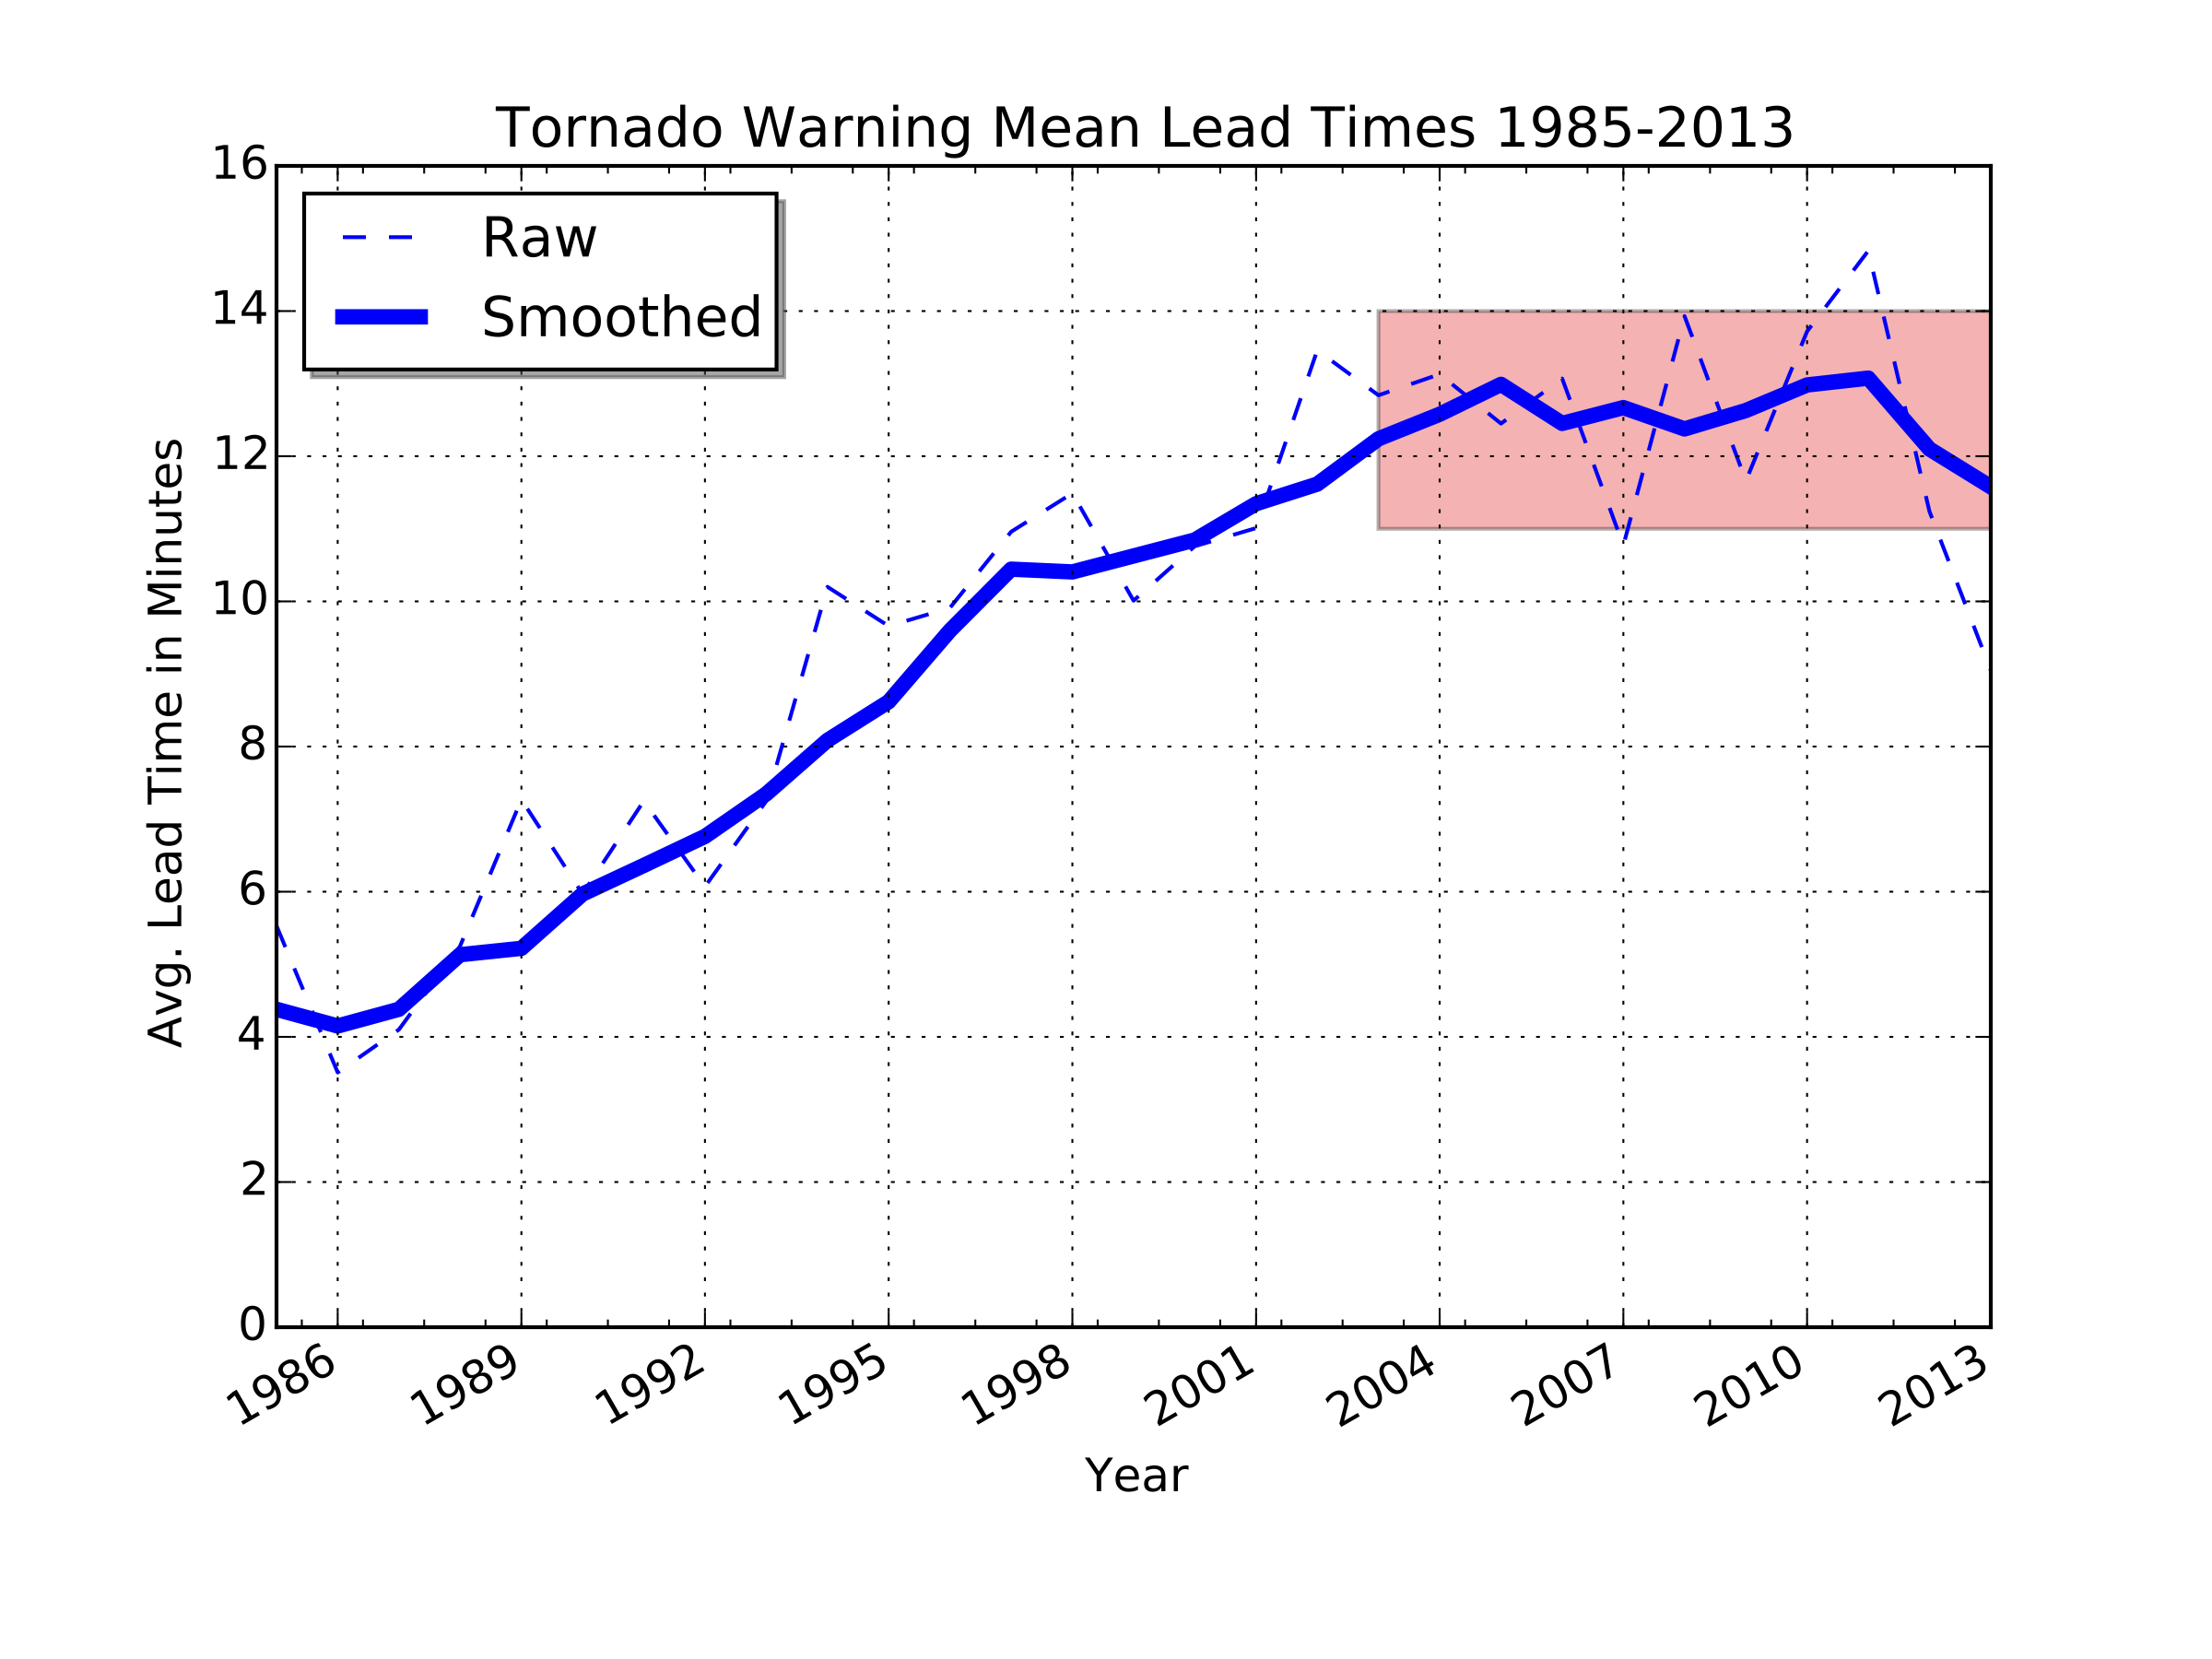 Tornado Warning Mean Lead Times 1985-2013
16
14
12
10
8
6
4
2
0
Raw
Smoothed
Avg. Lead Time in Minutes
1986 1989 1992 1995 1998 2001 2004 2007 2010 2013
Year